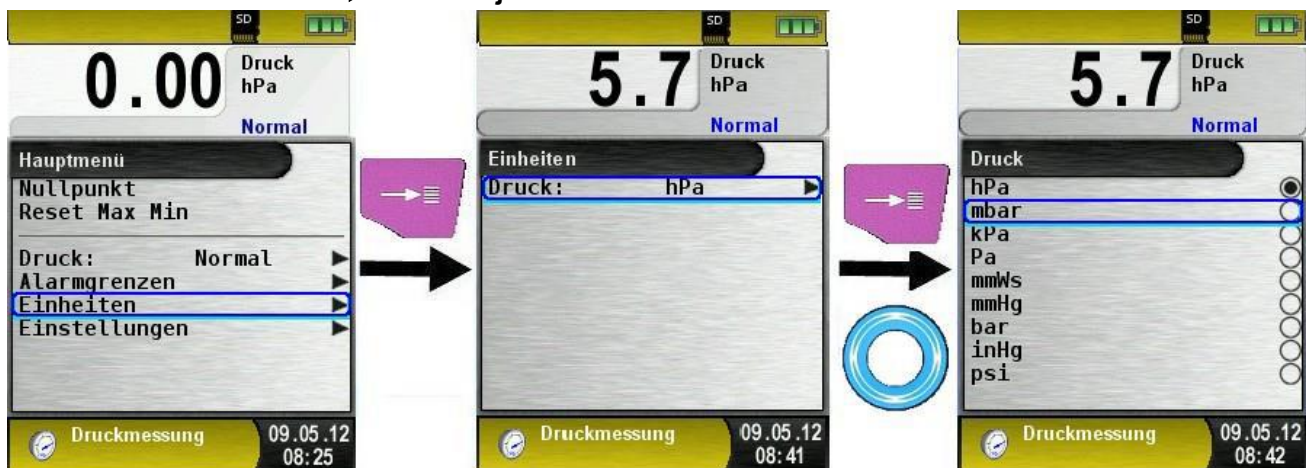 SD
0.00 Druck
hPa
Normal
Hauptmenü
Nullpunkt
Reset Max Min
Druck: Normal
Alarmgrenzen
Einheiten
Einstellungen
Druckmessung 09.05.12
08:25
SD
5.7 Druck
hPa
Normal
Einheiten
Druck: hPa
Druckmessung 09.05.12
08:41
SD
5.7 Druck
hPa
Normal
Druck
hPa
mbar
kPa
Pa
mmWs
mmHg
bar
inHg
psi
Druckmessung 09.05.12
08:42